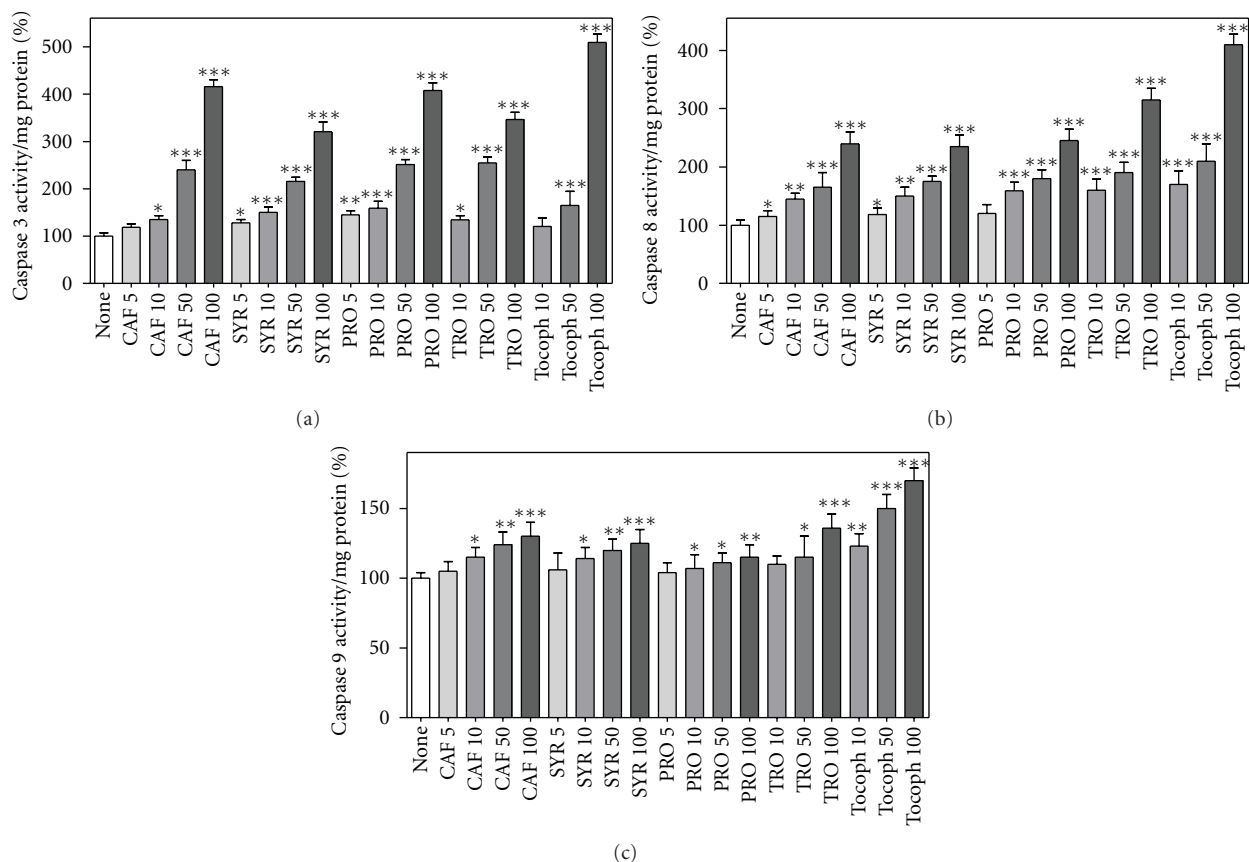 Caspase 3 activity/mg protein (%)
500
400
300
200
100
0
*
***
***
*
***
***
***
**
***
***
***
*
***
***
***
***
None
CAF 5
CAF 10
CAF 50
CAF 100
SYR 5
SYR 10
SYR 50
SYR 100
PRO 5
PRO 10
PRO 50
PRO 100
TRO 10
TRO 50
TRO 100
Tocoph 10
Tocoph 50
Tocoph 100
(a)
Caspase 8 activity/mg protein (%)
400
300
200
100
0
*
**
***
***
*
**
***
***
***
***
***
***
***
***
***
***
***
None
CAF 5
CAF 10
CAF 50
CAF 100
SYR 5
SYR 10
SYR 50
SYR 100
PRO 5
PRO 10
PRO 50
PRO 100
TRO 10
TRO 50
TRO 100
Tocoph 10
Tocoph 50
Tocoph 100
(b)
Caspase 9 activity/mg protein (%)
150
100
50
0
*
**
***
*
**
***
*
*
**
*
***
**
***
***
None
CAF 5
CAF 10
CAF 50
CAF 100
SYR 5
SYR 10
SYR 50
SYR 100
PRO 5
PRO 10
PRO 50
PRO 100
TRO 10
TRO 50
TRO 100
Tocoph 10
Tocoph 50
Tocoph 100
(c)